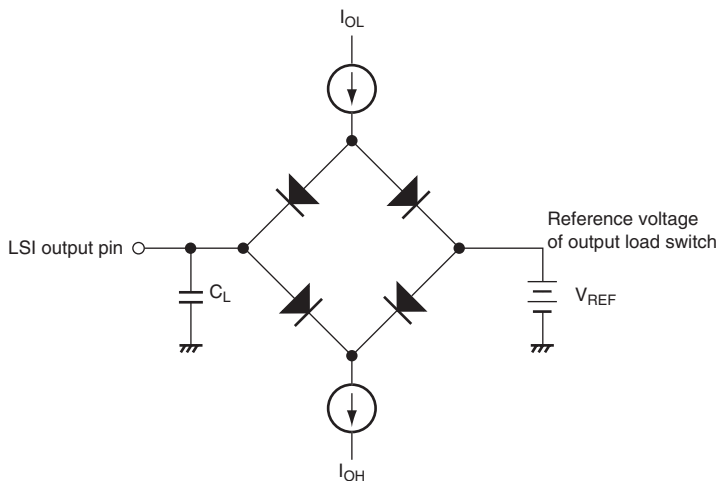 IOL
Reference voltage
of output load switch
LSI output pin
CL
VREF
IOH